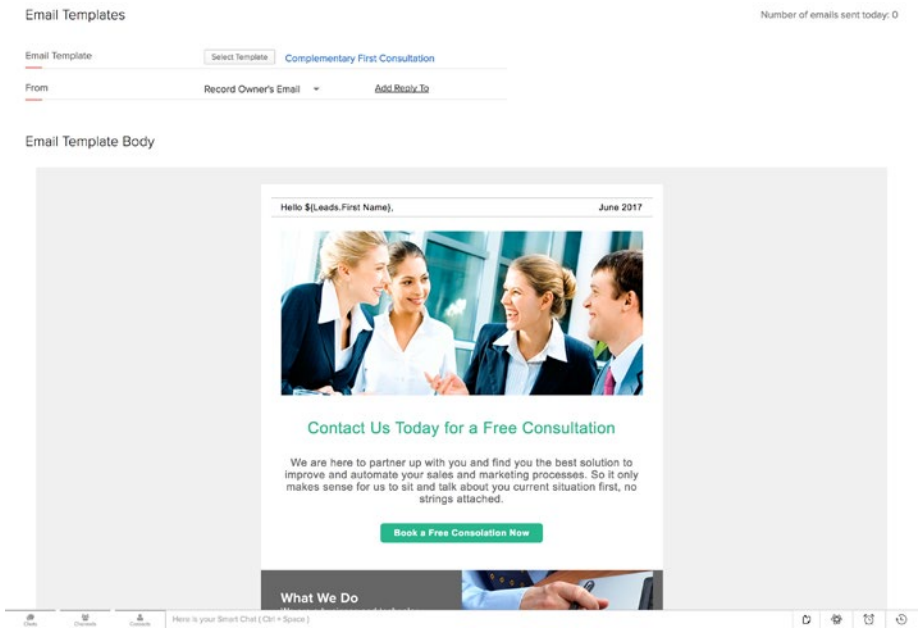 Email Templates
Number of emails sent today: 0
Email Template
Select Template
Complementary First Consultation
From
Record Owner's Email
Add Reply To
Email Template Body
Hello ${Leads.First Name},
June 2017
Contact Us Today for a Free Consultation
We are here to partner up with you and find you the best solution to
improve and automate your sales and marketing processes. So it only
makes sense for us to sit and talk about you current situation first, no
strings attached.
Book a Free Consolation Now
What We Do
Chats
Channels
Contacts
Here is your Smart Chat ( Ctrl + Space )